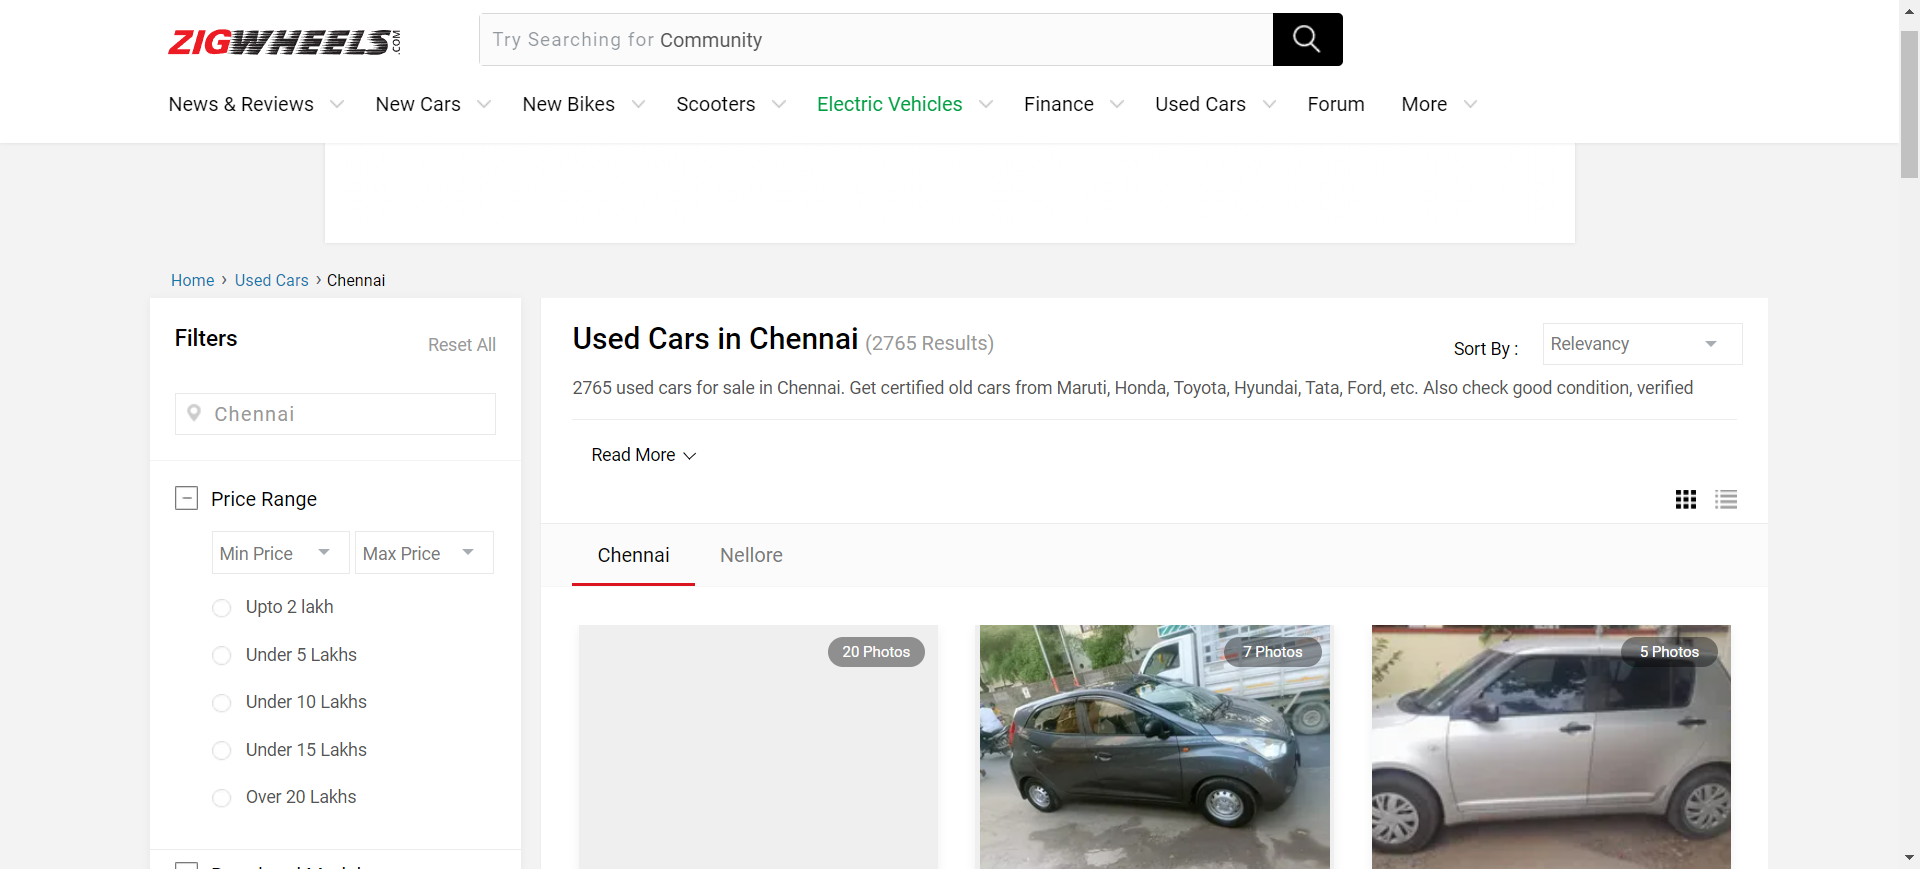 ZIGWHEELS.COM
Try Searching for Community
News & Reviews
New Cars
New Bikes
Scooters
Electric Vehicles
Finance
Used Cars
Forum
More
Home › Used Cars › Chennai
Filters
Reset All
Chennai
Price Range
Min Price
Max Price
Upto 2 lakh
Under 5 Lakhs
Under 10 Lakhs
Under 15 Lakhs
Over 20 Lakhs
Used Cars in Chennai (2765 Results)
Sort By :
Relevancy
2765 used cars for sale in Chennai. Get certified old cars from Maruti, Honda, Toyota, Hyundai, Tata, Ford, etc. Also check good condition, verified
Read More
Chennai
Nellore
20 Photos
7 Photos
5 Photos